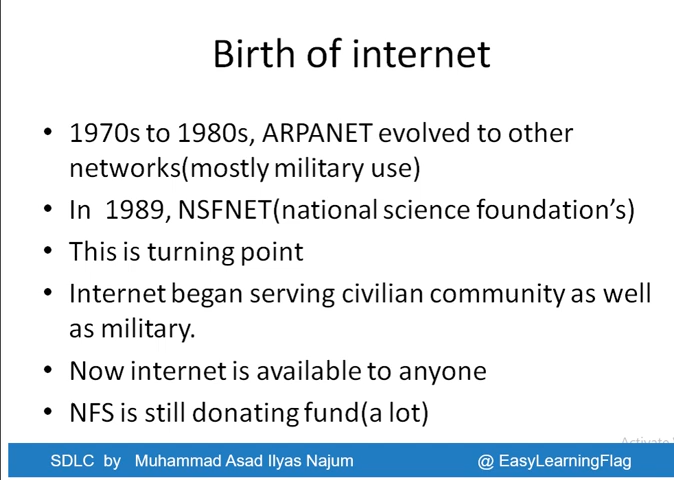 Birth of internet
• 1970s to 1980s, ARPANET evolved to other
networks(mostly military use)
• In 1989, NSFNET(national science foundation's)
• This is turning point
• Internet began serving civilian community as well
as military.
• Now internet is available to anyone
• NFS is still donating fund(a lot)
Activate
SDLC by Muhammad Asad Ilyas Najum @ EasyLearningFlag